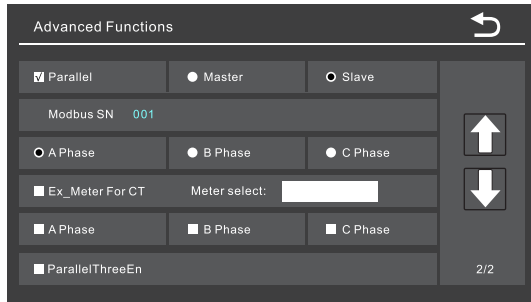 Advanced Functions
Parallel Master Slave
Modbus SN 001
A Phase B Phase C Phase
Ex_Meter For CT Meter select:
A Phase B Phase C Phase
ParallelThreeEn 2/2